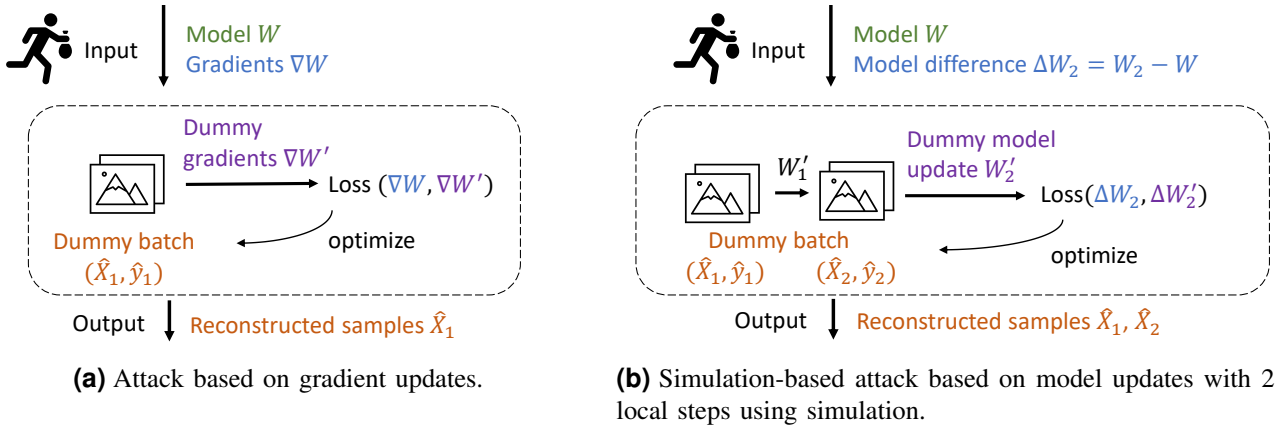 Input
Model W
Gradients ∇W
Dummy
gradients ∇W′
Loss (∇W, ∇W′)
optimize
Dummy batch
(X̂₁, ŷ₁)
Output
Reconstructed samples X̂₁
(a) Attack based on gradient updates.
Input
Model W
Model difference ΔW₂ = W₂ − W
W₁′
Dummy model
update W₂′
Loss(ΔW₂, ΔW₂′)
optimize
Dummy batch
(X̂₁, ŷ₁)
(X̂₂, ŷ₂)
Output
Reconstructed samples X̂₁, X̂₂
(b) Simulation-based attack based on model updates with 2
local steps using simulation.